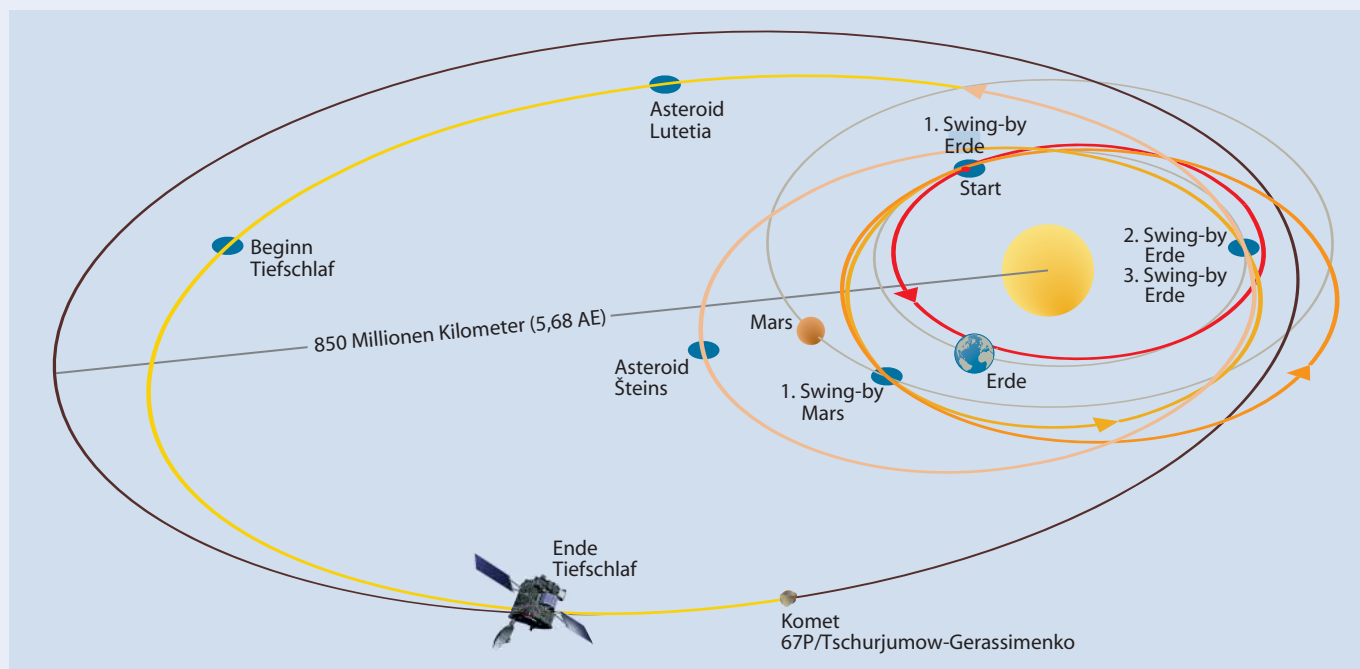 Asteroid
Lutetia
1. Swing-by
Erde
Start
2. Swing-by
Erde
3. Swing-by
Erde
Beginn
Tiefschlaf
850 Millionen Kilometer (5,68 AE)
Mars
Asteroid
Šteins
1. Swing-by
Mars
Erde
Ende
Tiefschlaf
Komet
67P/Tschurjumow-Gerassimenko